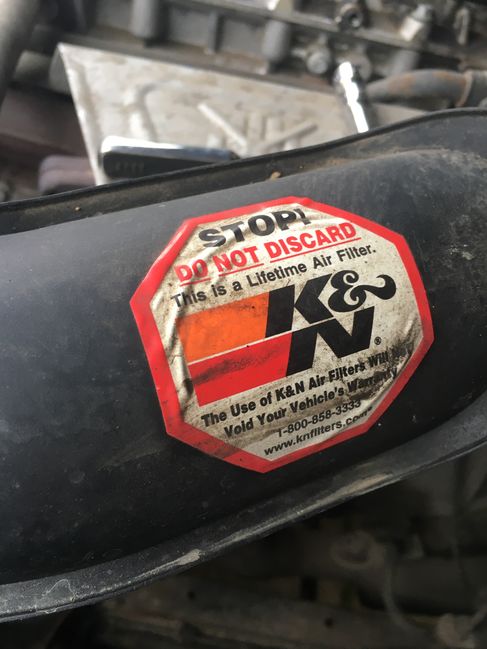 STOP!
DO NOT DISCARD
This is a Lifetime Air Filter.
K&N®
The Use of K&N Air Filters Will Not
Void Your Vehicle's Warranty
1-800-858-3333
www.knfilters.com